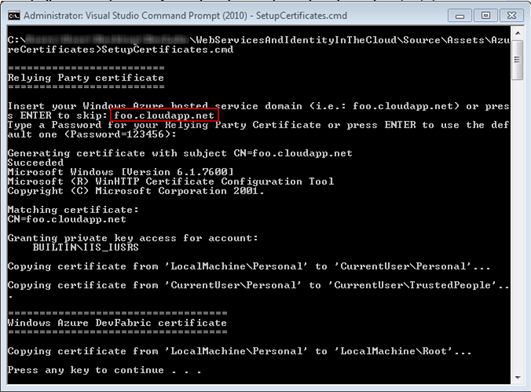 Administrator: Visual Studio Command Prompt (2010) - SetupCertificates.cmd
C:\ \WebServicesAndIdentityInTheCloud\Source\Assets\Azu
reCertificates>SetupCertificates.cmd
========================
Relying Party certificate
========================
Insert your Windows Azure hosted service domain (i.e.: foo.cloudapp.net) or pres
s ENTER to skip: foo.cloudapp.net
Type a Password for your Relying Party Certificate or press ENTER to use the def
ault one (Password=123456):
Generating certificate with subject CN=foo.cloudapp.net
Succeeded
Microsoft Windows [Version 6.1.7600]
Microsoft (R) WinHTTP Certificate Configuration Tool
Copyright (C) Microsoft Corporation 2001.
Matching certificate:
CN=foo.cloudapp.net
Granting private key access for account:
BUILTIN\IIS_IUSRS
Copying certificate from 'LocalMachine\Personal' to 'CurrentUser\Personal'...
Copying certificate from 'CurrentUser\Personal' to 'CurrentUser\TrustedPeople'..
.
==================================
Windows Azure DevFabric certificate
==================================
Copying certificate from 'LocalMachine\Personal' to 'LocalMachine\Root'...
Press any key to continue . . .